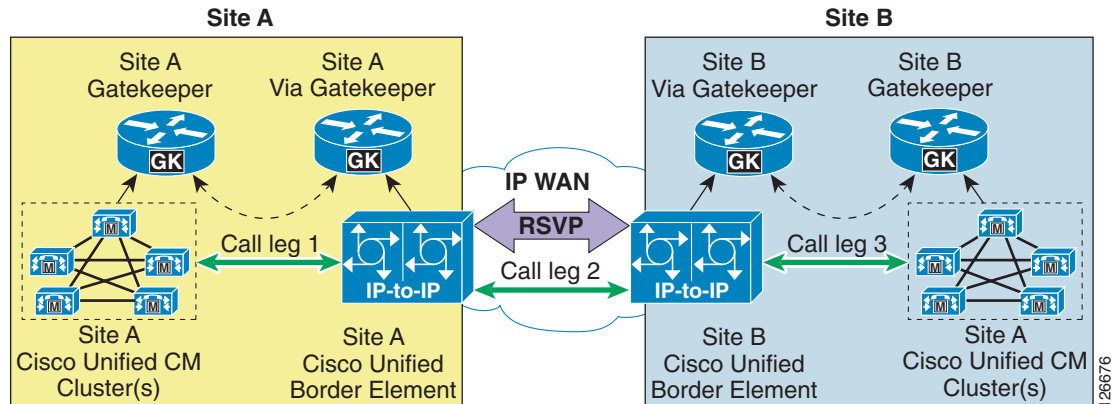 Site A
Site B
Site A
Gatekeeper
Site A
Via Gatekeeper
Site B
Via Gatekeeper
Site B
Gatekeeper
GK
GK
GK
GK
IP WAN
RSVP
M
M
M
M
M
Call leg 1
Call leg 2
Call leg 3
M
M
M
M
M
IP-to-IP
IP-to-IP
Site A
Cisco Unified CM
Cluster(s)
Site A
Cisco Unified
Border Element
Site B
Cisco Unified
Border Element
Site A
Cisco Unified CM
Cluster(s)
126676